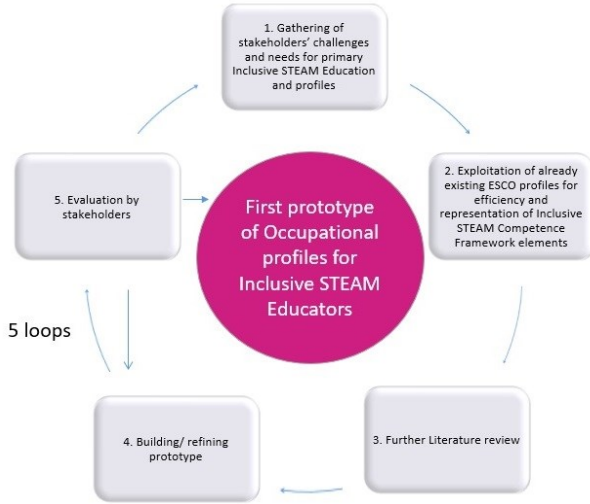 1. Gathering of
stakeholders' challenges
and needs for primary
Inclusive STEAM Education
and profiles
2. Exploitation of already
existing ESCO profiles for
efficiency and
representation of Inclusive
STEAM Competence
Framework elements
3. Further Literature review
4. Building/ refining
prototype
5. Evaluation by
stakeholders
5 loops
First prototype
of Occupational
profiles for
Inclusive STEAM
Educators